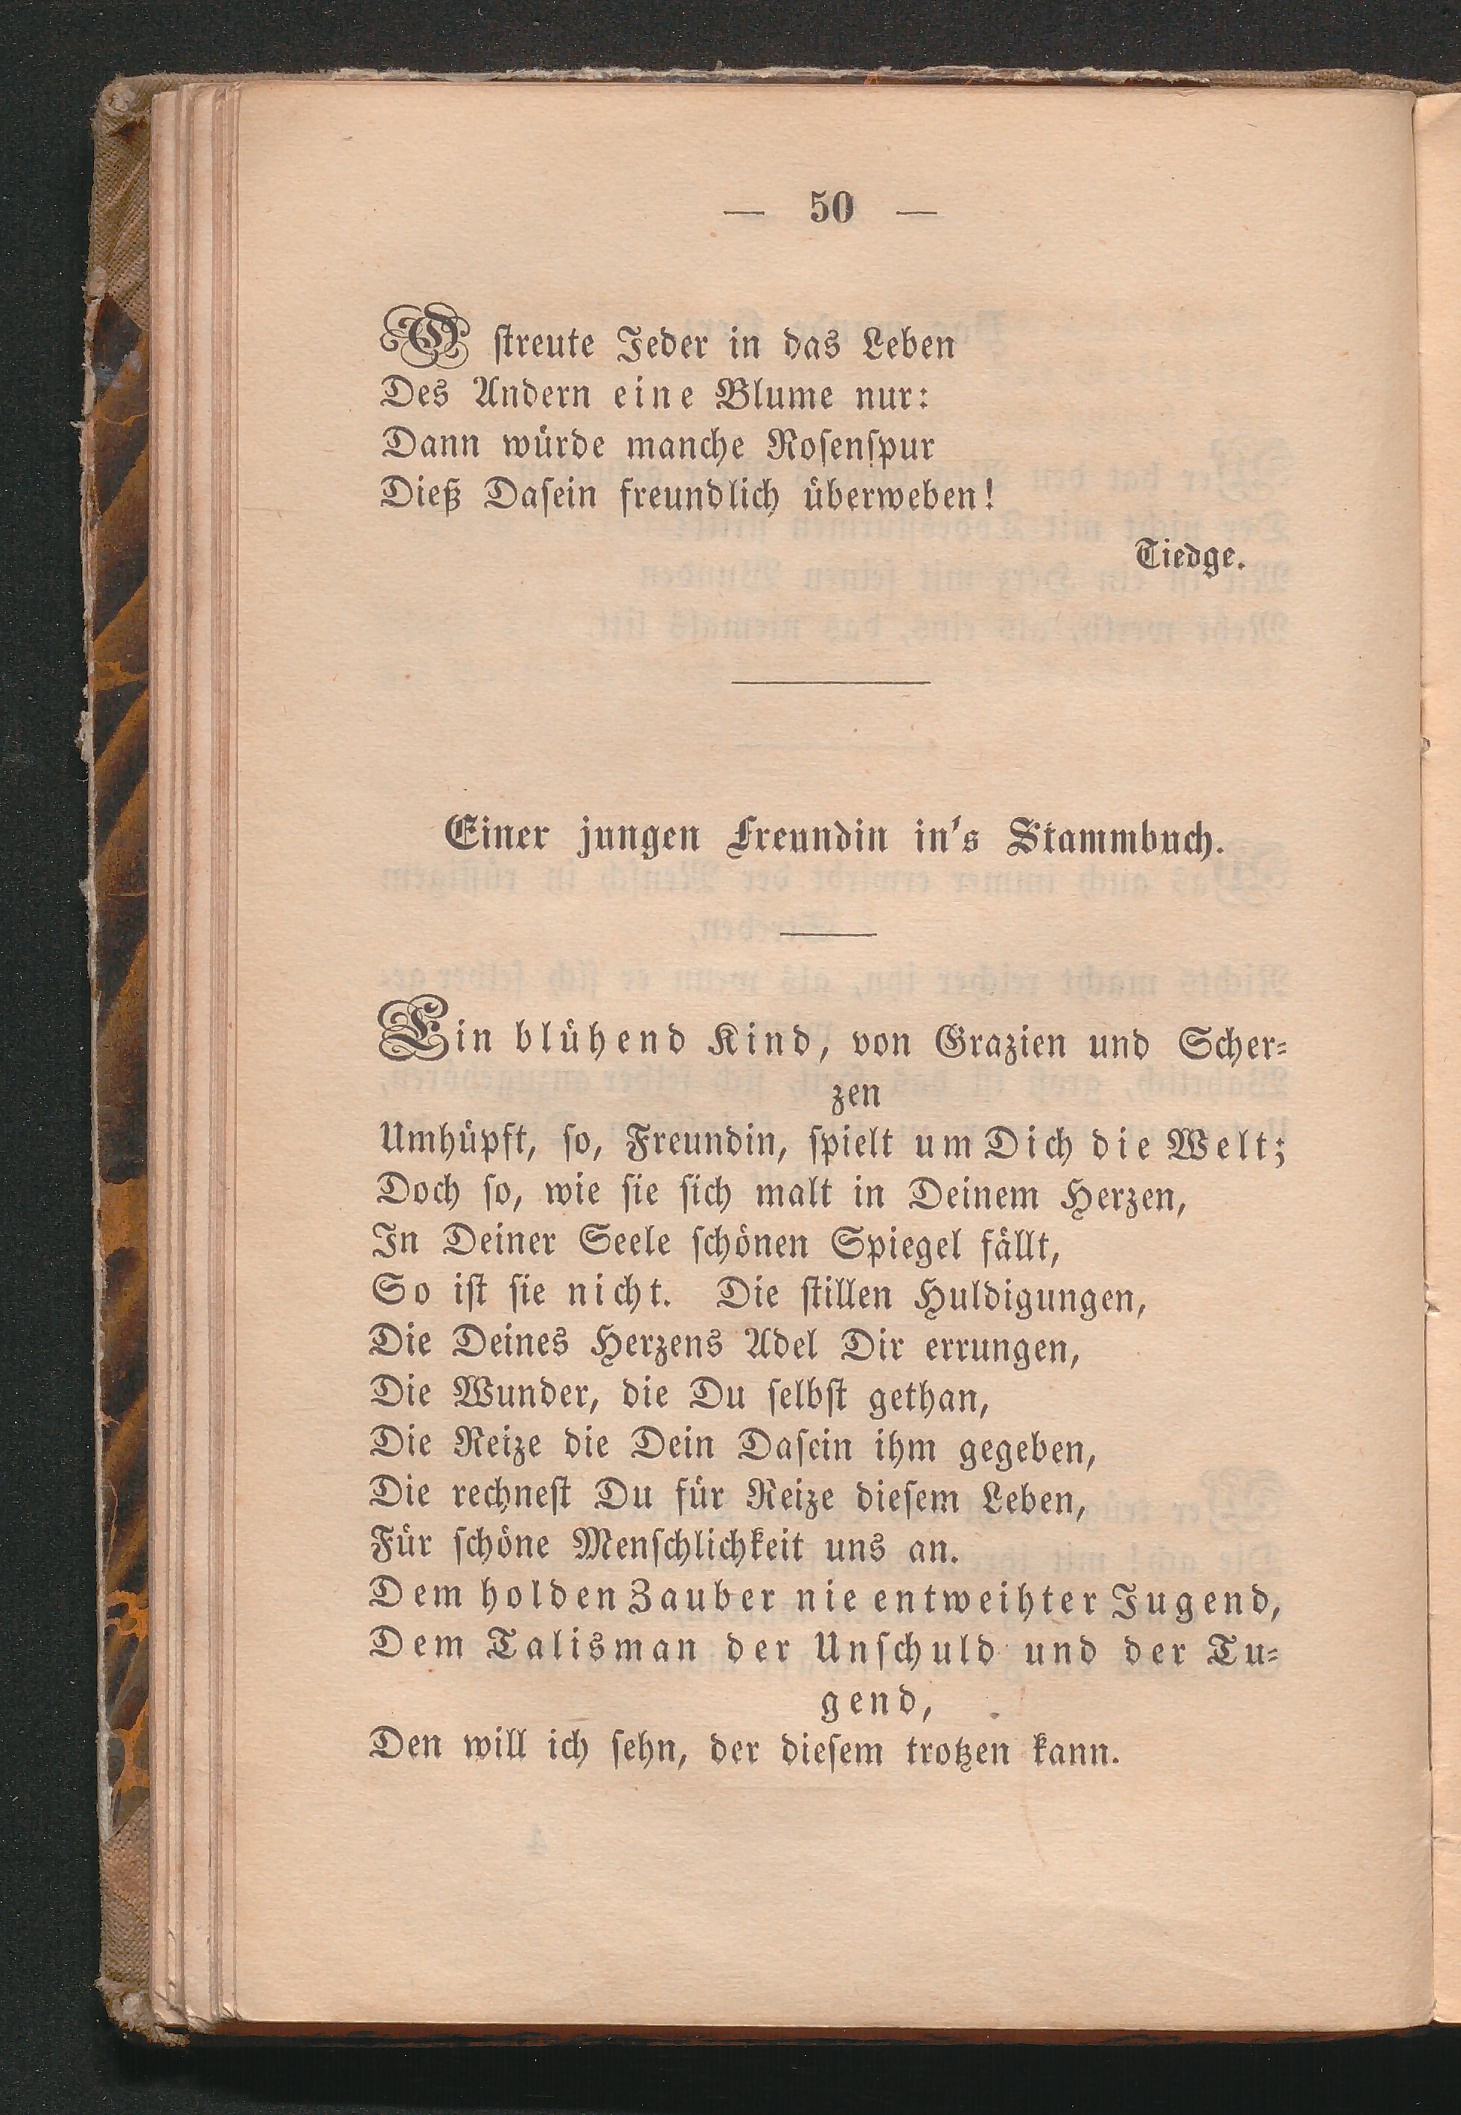 — 50 —
O ſtreute Jeder in das Leben
Des Andern eine Blume nur:
Dann würde manche Roſenſpur
Dieß Daſein freundlich überweben!
Tiedge.
Einer jungen Freundin in's Stammbuch.
Ein blühend Kind, von Grazien und Scher-
zen
Umhüpft, ſo, Freundin, ſpielt um Dich die Welt;
Doch ſo, wie ſie ſich malt in Deinem Herzen,
In Deiner Seele ſchönen Spiegel fällt,
So iſt ſie nicht. Die ſtillen Huldigungen,
Die Deines Herzens Adel Dir errungen,
Die Wunder, die Du ſelbſt gethan,
Die Reize die Dein Daſein ihm gegeben,
Die rechneſt Du für Reize dieſem Leben,
Für ſchöne Menſchlichkeit uns an.
Dem holden Zauber nie entweihter Jugend,
Dem Talisman der Unſchuld und der Tu-
gend,
Den will ich ſehn, der dieſem trotzen kann.